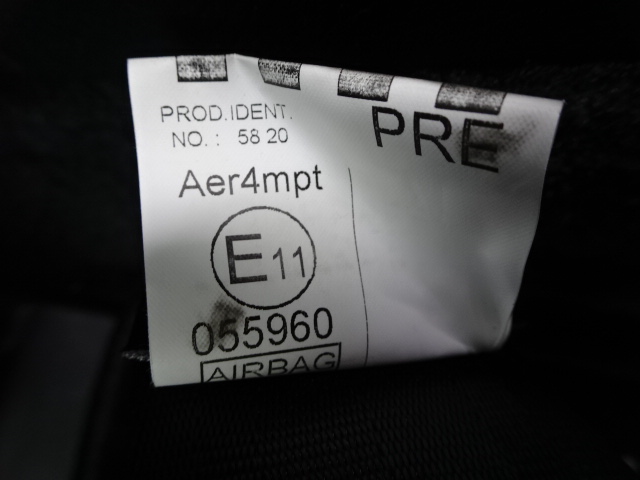 PROD.IDENT.
NO.: 58 20
PRE
Aer4mpt
E11
055960
AIRBAG